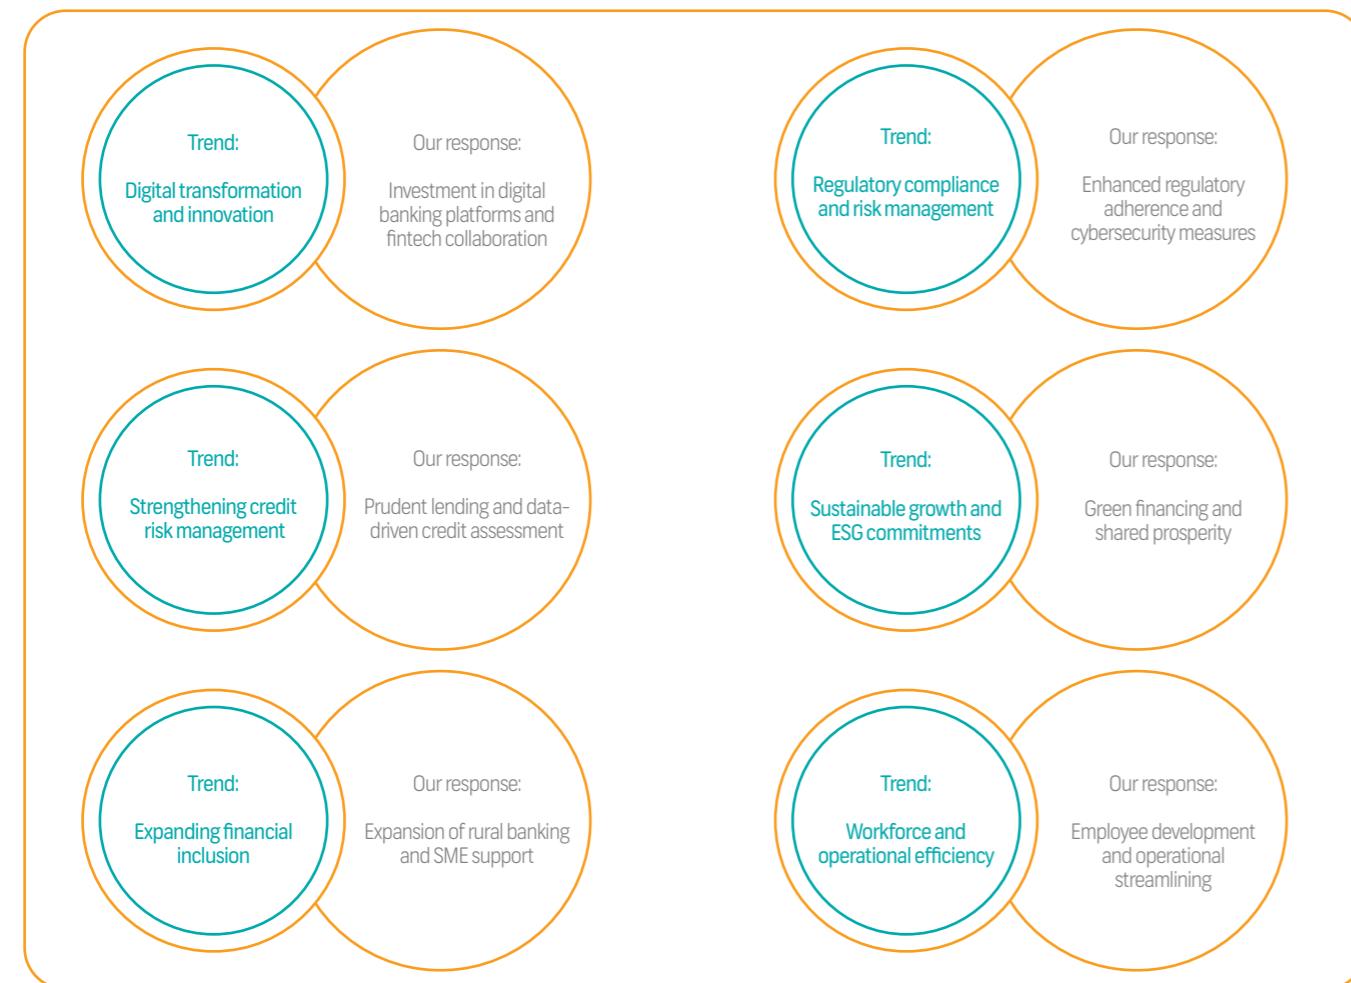 Trend:
Digital transformation
and innovation
Our response:
Investment in digital
banking platforms and
fintech collaboration
Trend:
Regulatory compliance
and risk management
Our response:
Enhanced regulatory
adherence and
cybersecurity measures
Trend:
Strengthening credit
risk management
Our response:
Prudent lending and data-
driven credit assessment
Trend:
Sustainable growth and
ESG commitments
Our response:
Green financing and
shared prosperity
Trend:
Expanding financial
inclusion
Our response:
Expansion of rural banking
and SME support
Trend:
Workforce and
operational efficiency
Our response:
Employee development
and operational
streamlining